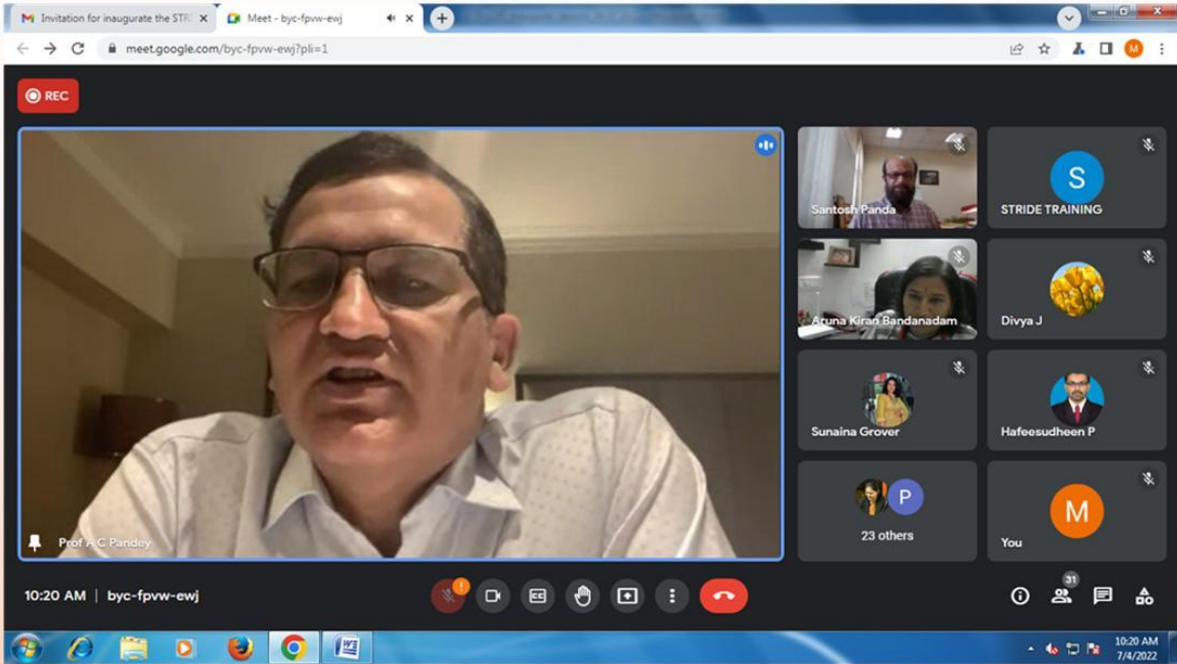 Invitation for inaugurate the STR
Meet - byc-fpvw-ewj
meet.google.com/byc-fpvw-ewj?pli=1
M
REC
Santosh Panda
S
STRIDE TRAINING
Aruna Kiran Bandanadam
Divya J
Sunaina Grover
Hafeesudheen P
P
23 others
M
You
Prof A C Pandey
10:20 AM | byc-fpvw-ewj
CC
31
10:20 AM
7/4/2022